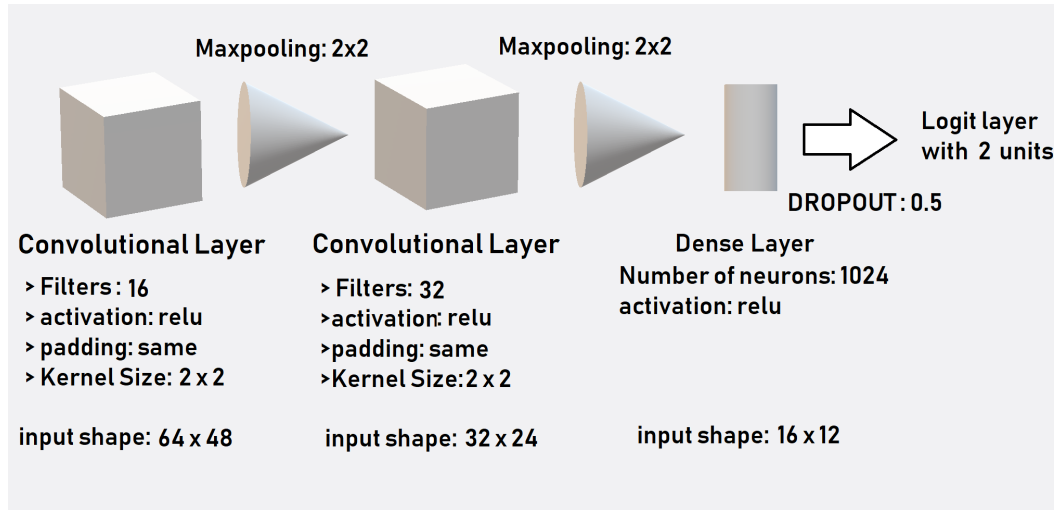 Maxpooling: 2x2
Maxpooling: 2x2
Logit layer
with 2 units
DROPOUT : 0.5
Convolutional Layer
> Filters : 16
> activation: relu
> padding: same
> Kernel Size: 2 x 2
input shape: 64 x 48
Convolutional Layer
> Filters: 32
>activation: relu
>padding: same
>Kernel Size: 2 x 2
input shape: 32 x 24
Dense Layer
Number of neurons: 1024
activation: relu
input shape: 16 x 12